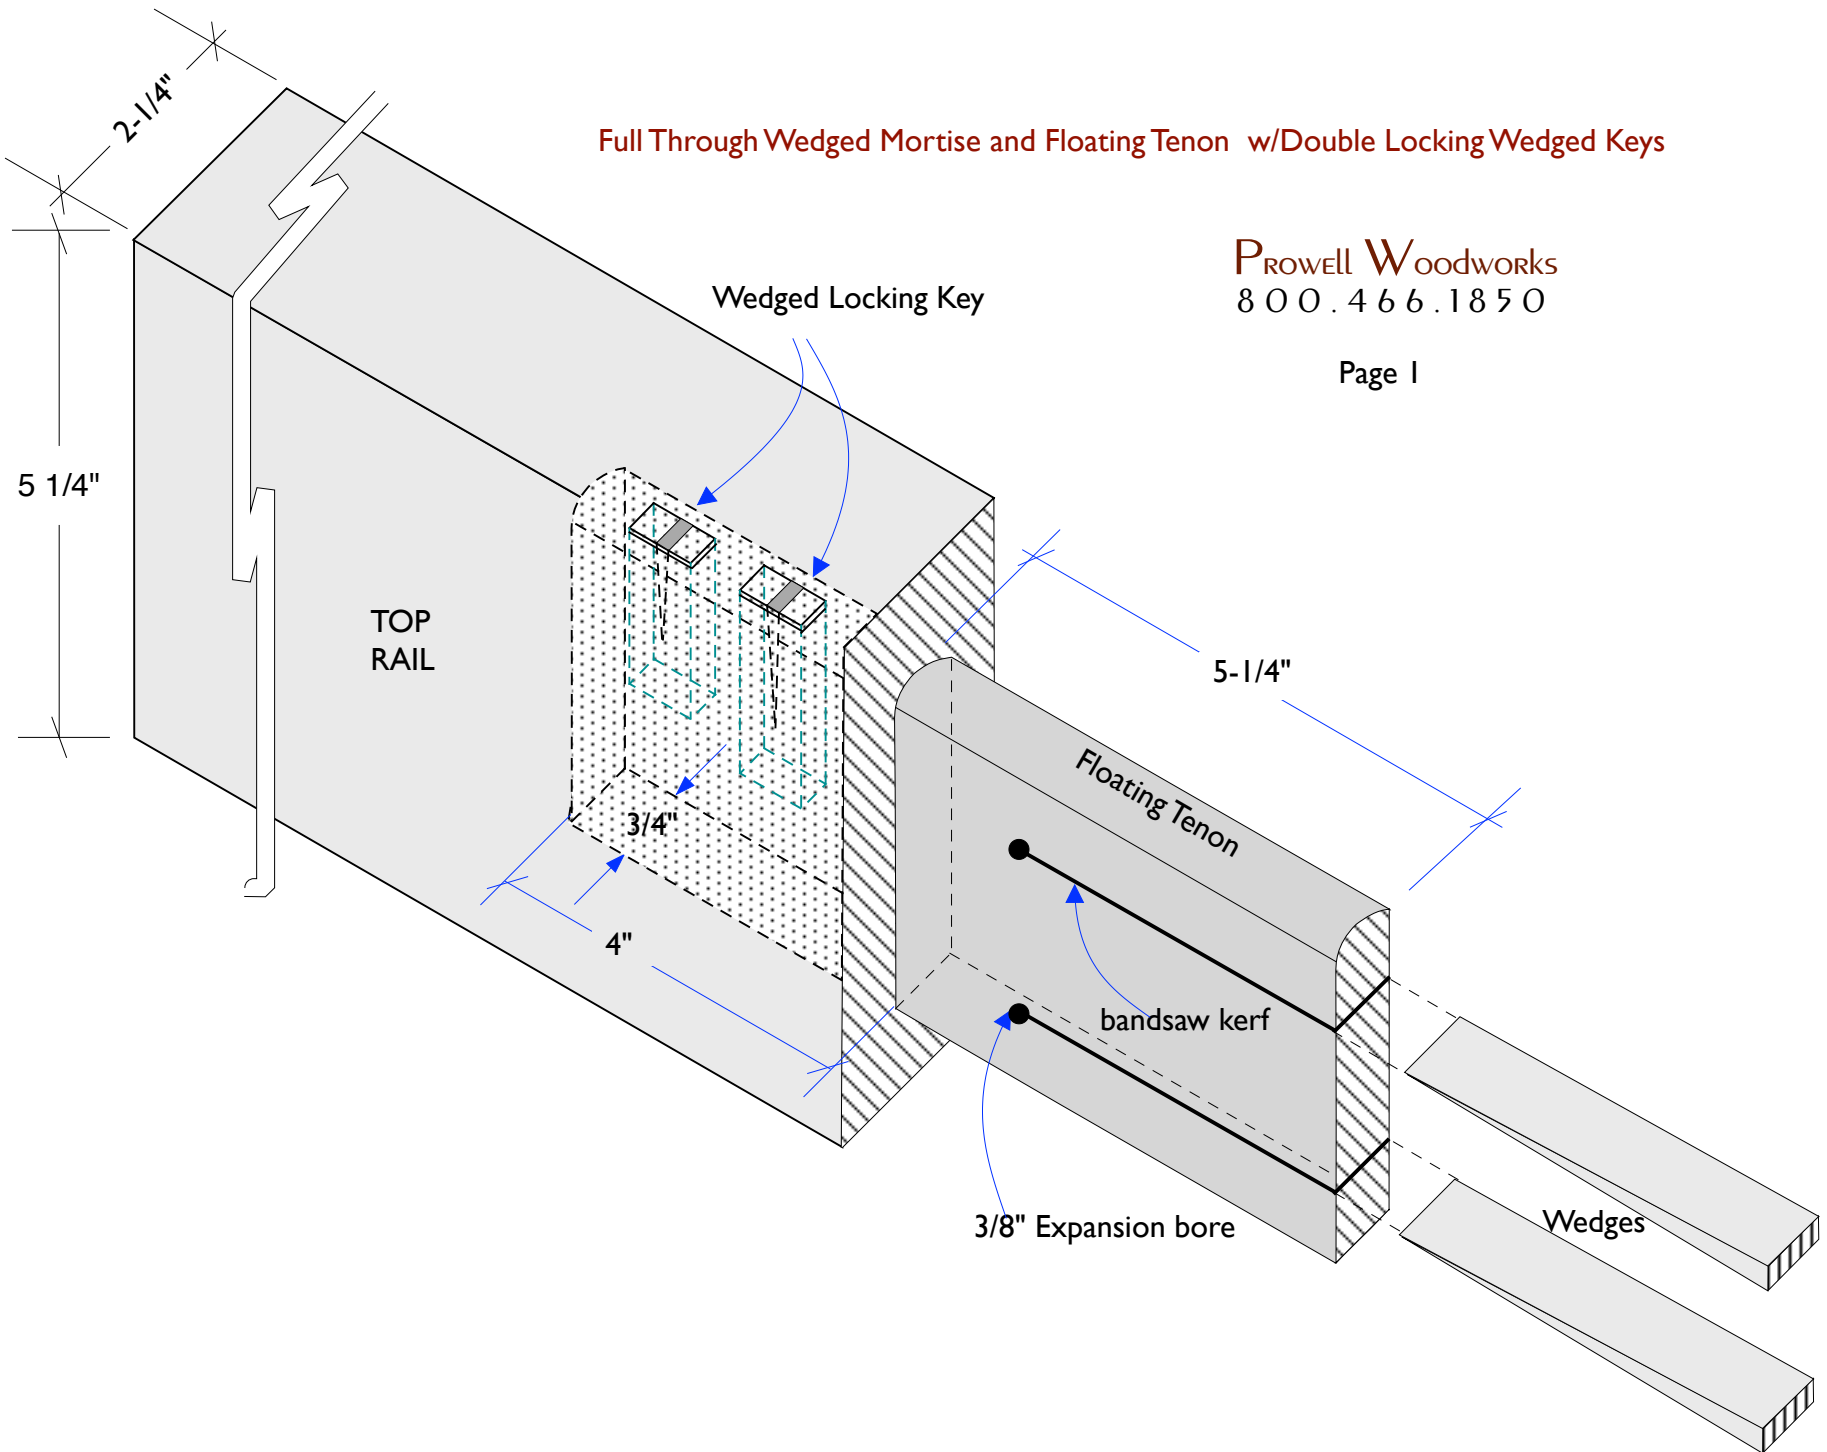 2-1/4"
Full Through Wedged Mortise and Floating Tenon w/Double Locking Wedged Keys
Prowell Woodworks
800.466.1850
Page 1
Wedged Locking Key
5 1/4"
TOP
RAIL
5-1/4"
Floating Tenon
3/4"
4"
bandsaw kerf
3/8" Expansion bore
Wedges